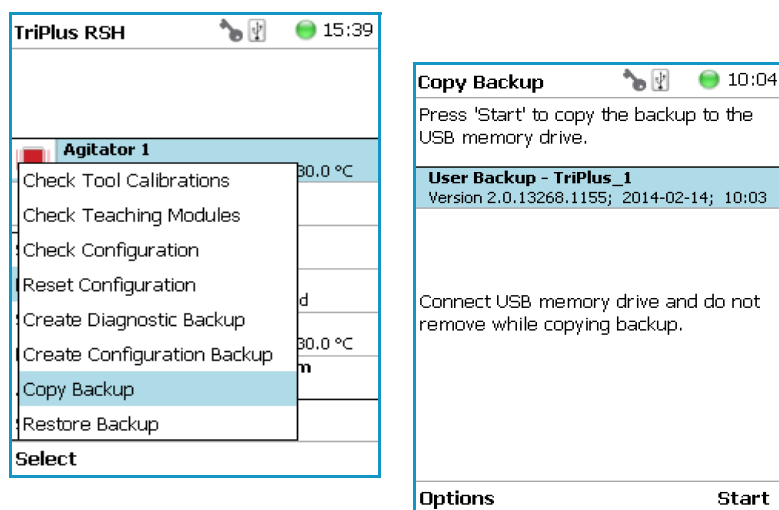 TriPlus RSH 15:39
Agitator 1
30.0 °C
Check Tool Calibrations
Check Teaching Modules
Check Configuration
Reset Configuration
d
Create Diagnostic Backup
30.0 °C
Create Configuration Backup
m
Copy Backup
Restore Backup
Select
Copy Backup 10:04
Press 'Start' to copy the backup to the
USB memory drive.
User Backup - TriPlus_1
Version 2.0.13268.1155; 2014-02-14; 10:03
Connect USB memory drive and do not
remove while copying backup.
Options Start